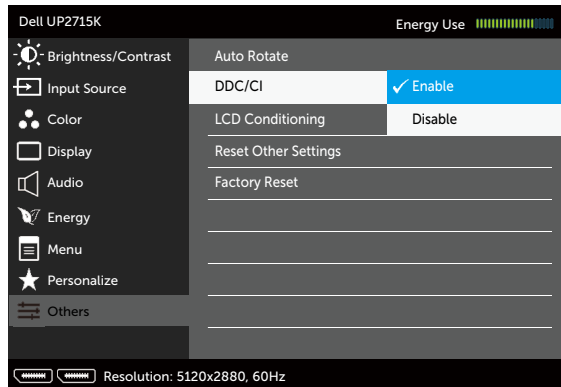 Dell UP2715K
Energy Use
Brightness/Contrast
Auto Rotate
Input Source
DDC/CI
Enable
Color
LCD Conditioning
Disable
Display
Reset Other Settings
Audio
Factory Reset
Energy
Menu
Personalize
Others
Resolution: 5120x2880, 60Hz